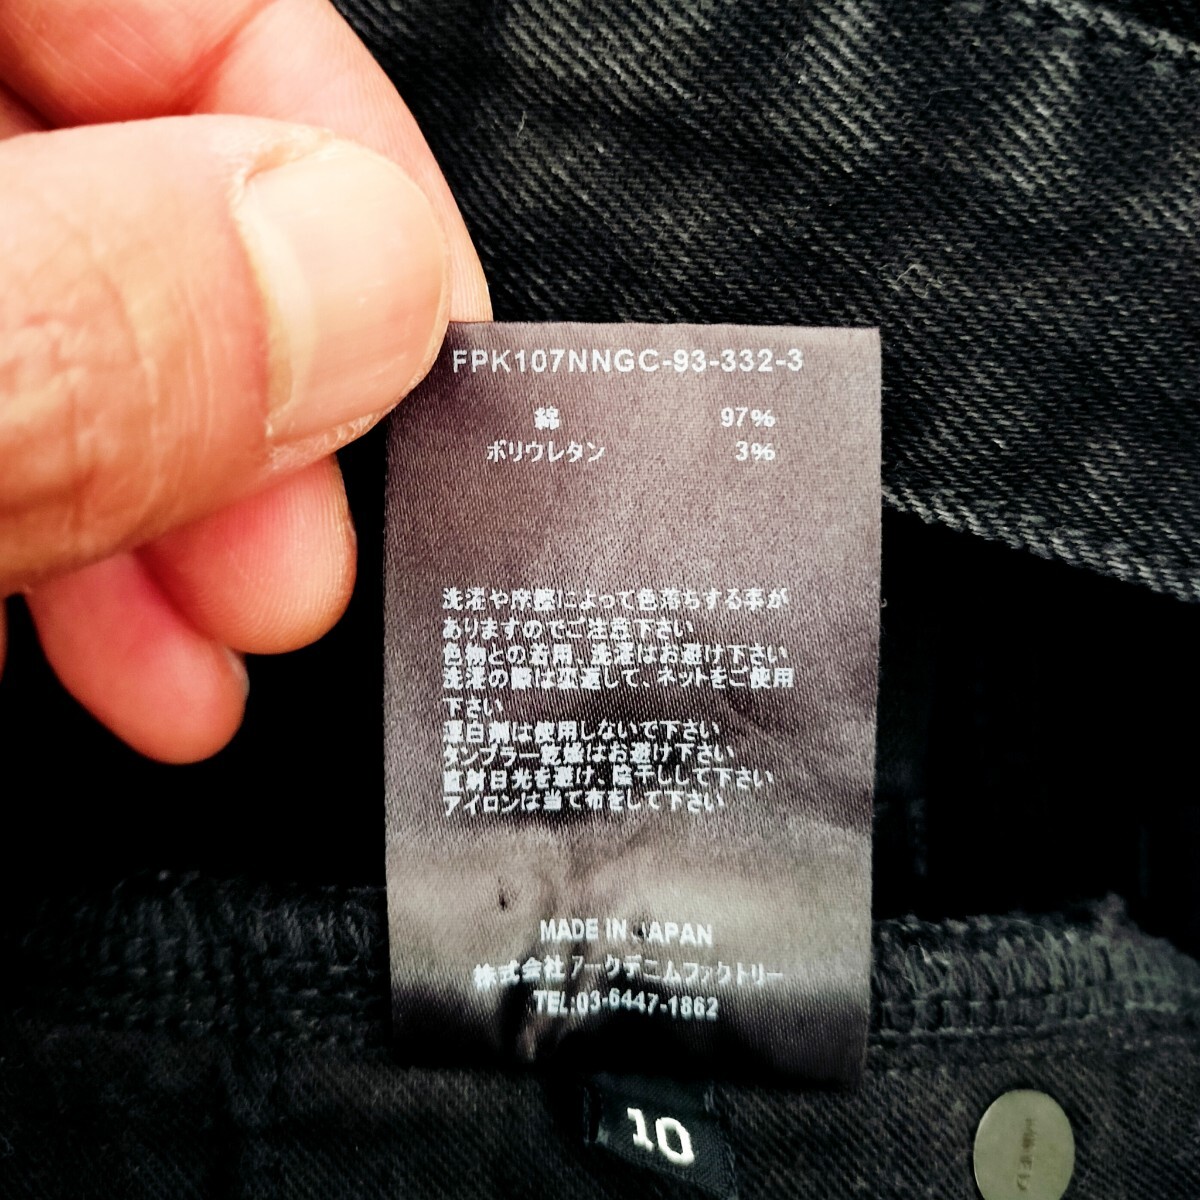 FPK107NNGC-93-332-3
綿 97%
ポリウレタン 3%
洗濯や摩擦によって色落ちする事が
ありますのでご注意下さい
色物との着用、洗濯はお避け下さい
洗濯の際は裏返して、ネットをご使用
下さい
漂白剤は使用しないで下さい
タンブラー乾燥はお避け下さい
直射日光を避け、陰干しして下さい
アイロンは当て布をして下さい
MADE IN JAPAN
株式会社アークデニムファクトリー
TEL:03-6447-1862
10